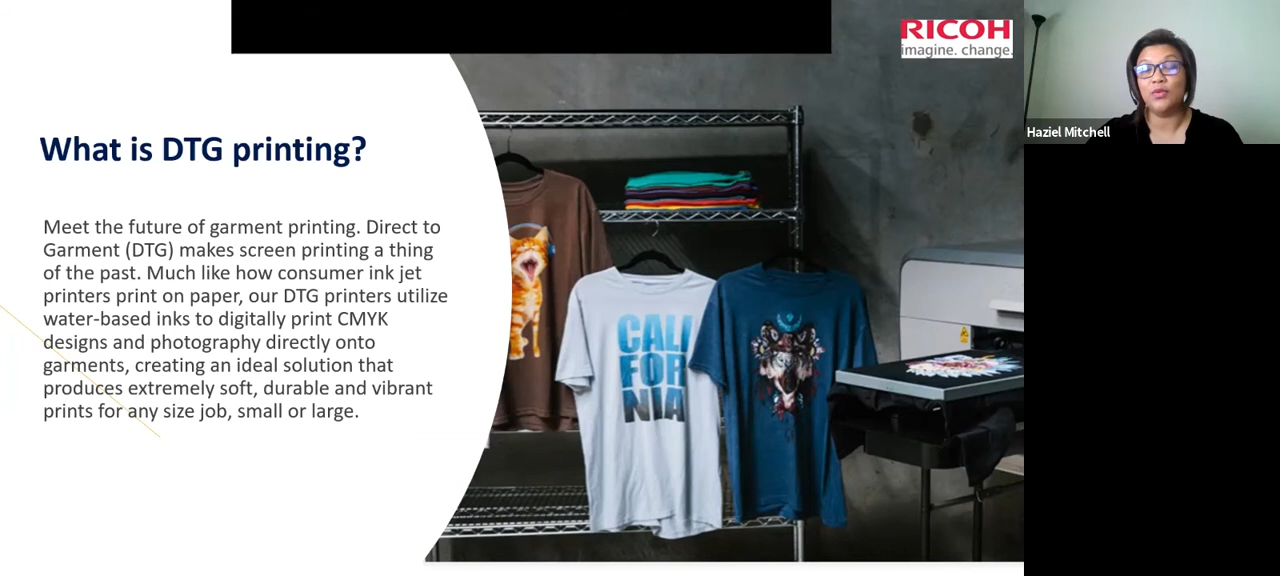 RICOH
imagine. change.
Haziel Mitchell
What is DTG printing?
Meet the future of garment printing. Direct to
Garment (DTG) makes screen printing a thing
of the past. Much like how consumer ink jet
printers print on paper, our DTG printers utilize
water-based inks to digitally print CMYK
designs and photography directly onto
garments, creating an ideal solution that
produces extremely soft, durable and vibrant
prints for any size job, small or large.
CALI
FOR
NIA